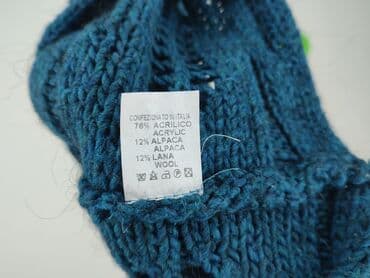 CONFEZIONATO IN ITALIA
76% ACRILICO
ACRYLIC
12% ALPACA
ALPACA
12% LANA
WOOL